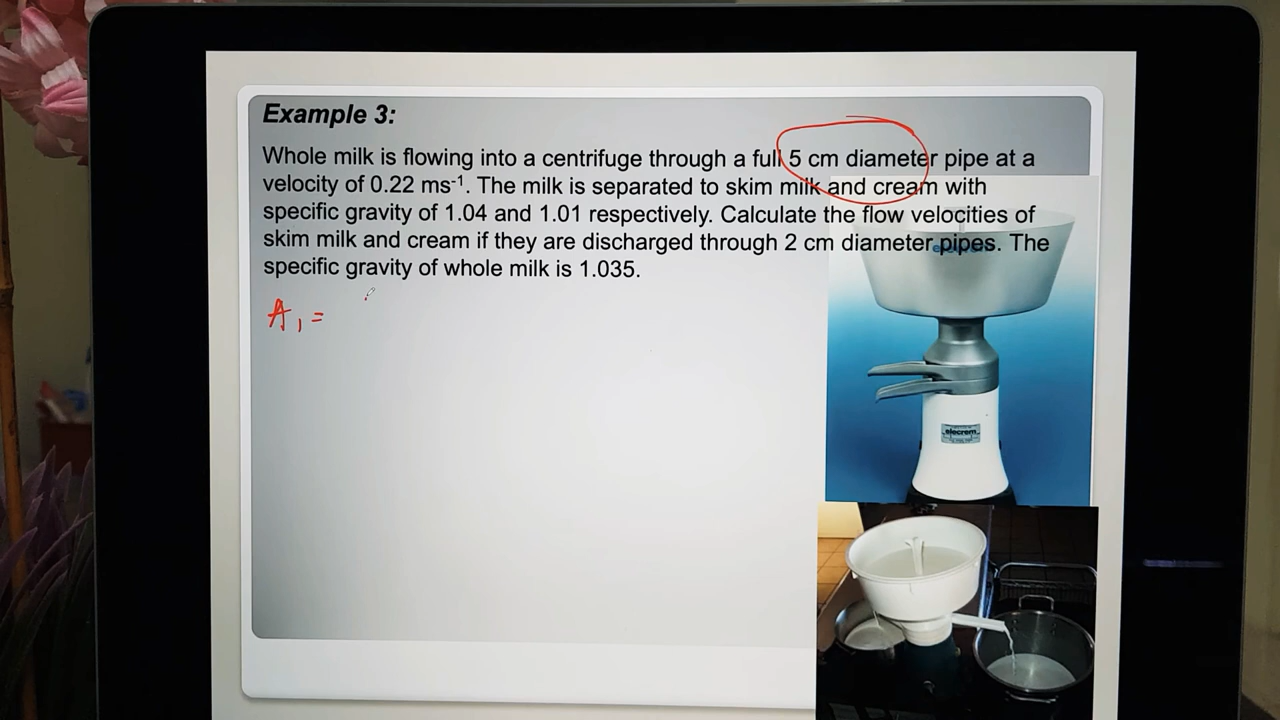 Example 3:
Whole milk is flowing into a centrifuge through a full 5 cm diameter pipe at a
velocity of 0.22 ms⁻¹. The milk is separated to skim milk and cream with
specific gravity of 1.04 and 1.01 respectively. Calculate the flow velocities of
skim milk and cream if they are discharged through 2 cm diameter pipes. The
specific gravity of whole milk is 1.035.
A₁ =
elecrem